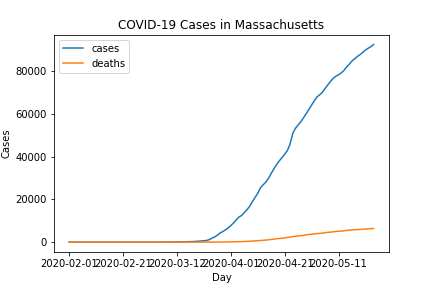 COVID-19 Cases in Massachusetts
cases
deaths
80000
60000
40000
20000
0
Cases
2020-02-01 2020-02-21 2020-03-12 2020-04-01 2020-04-21 2020-05-11
Day